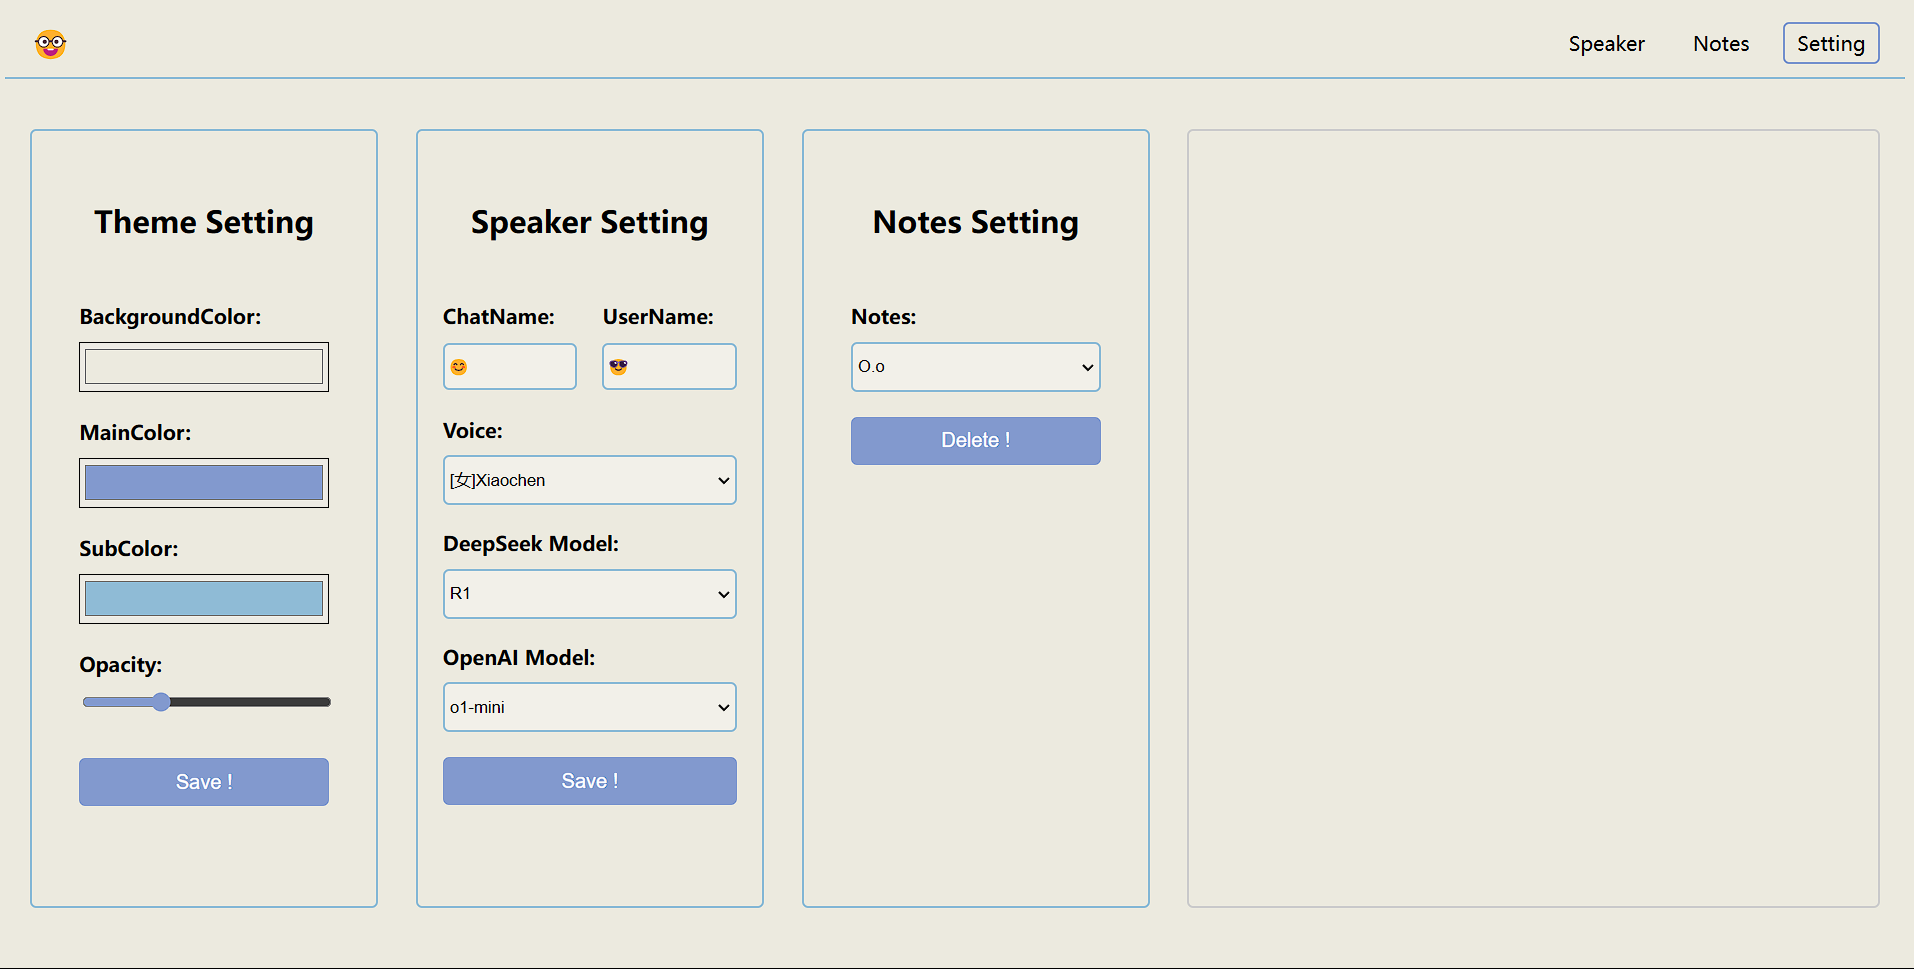 Speaker Notes Setting
Theme Setting
BackgroundColor:
MainColor:
SubColor:
Opacity:
Save !
Speaker Setting
ChatName: UserName:
😊 😎
Voice:
[女]Xiaochen
DeepSeek Model:
R1
OpenAI Model:
o1-mini
Save !
Notes Setting
Notes:
O.o
Delete !